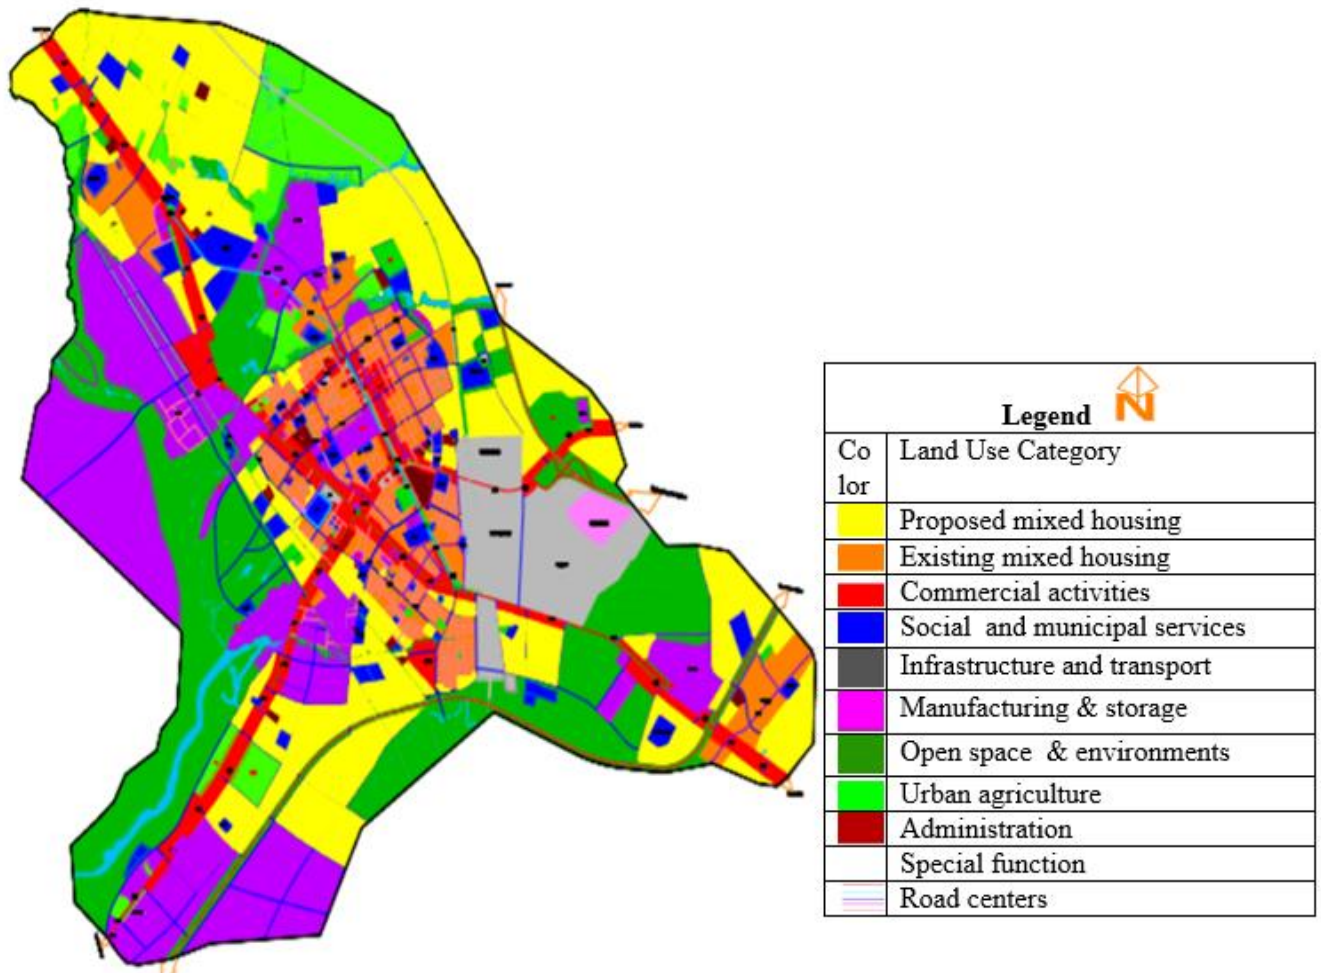 N
Legend
Co
lor
Land Use Category
Proposed mixed housing
Existing mixed housing
Commercial activities
Social and municipal services
Infrastructure and transport
Manufacturing & storage
Open space & environments
Urban agriculture
Administration
Special function
Road centers